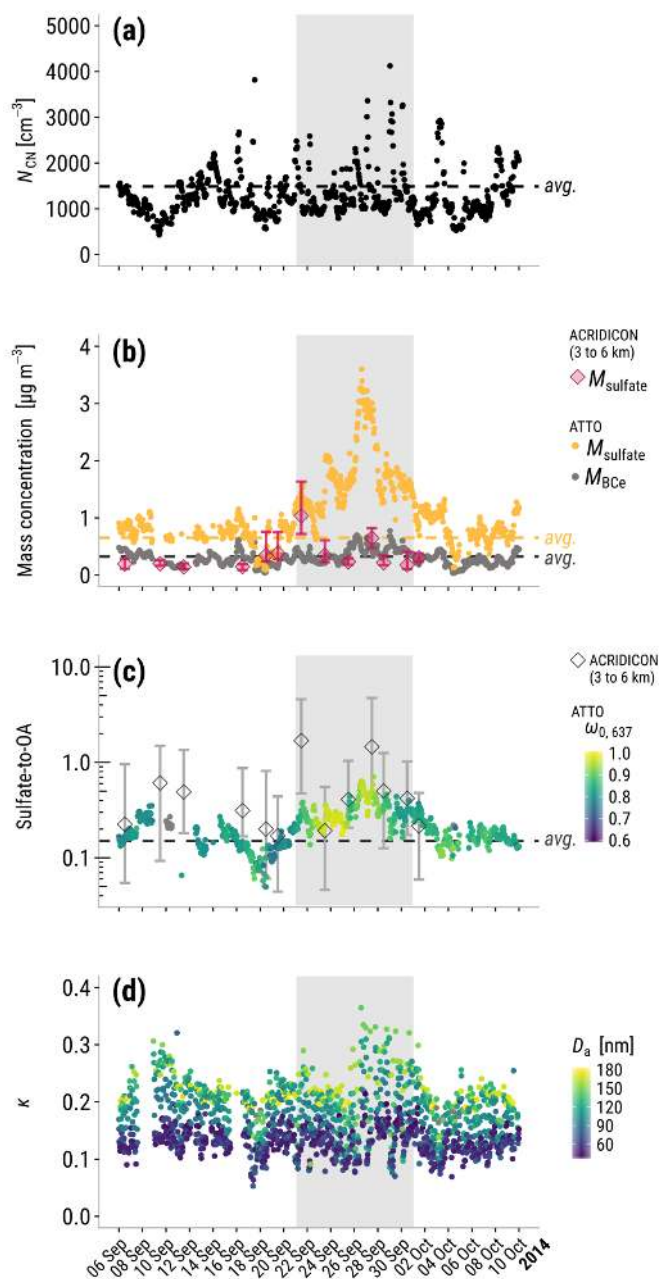 (a)
5000
4000
3000
2000
1000
0
N_CN [cm⁻³]
avg.
(b)
4
3
2
1
0
Mass concentration [µg m⁻³]
avg.
avg.
ACRIDICON
(3 to 6 km)
M_sulfate
ATTO
M_sulfate
M_BCe
(c)
10.0
1.0
0.1
Sulfate-to-OA
avg.
ACRIDICON
(3 to 6 km)
ATTO
ω_0, 637
1.0
0.9
0.8
0.7
0.6
(d)
0.4
0.3
0.2
0.1
0.0
κ
D_a [nm]
180
150
120
90
60
06 Sep
08 Sep
10 Sep
12 Sep
14 Sep
16 Sep
18 Sep
20 Sep
22 Sep
24 Sep
26 Sep
28 Sep
30 Sep
02 Oct
04 Oct
06 Oct
08 Oct
10 Oct
2014